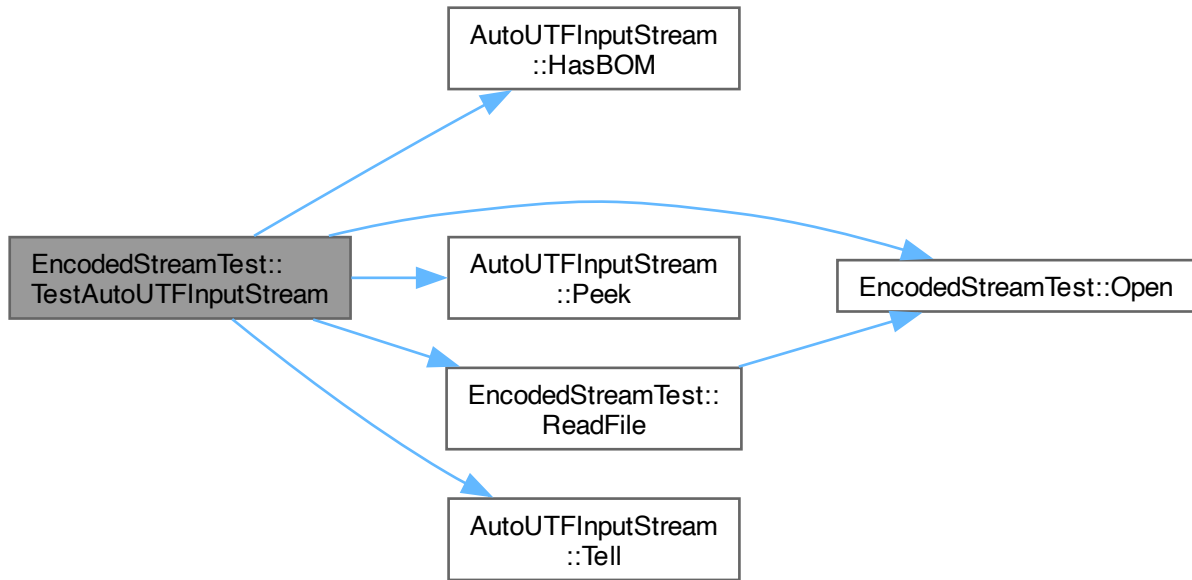 AutoUTFInputStream
::HasBOM
EncodedStreamTest::
TestAutoUTFInputStream
AutoUTFInputStream
::Peek
EncodedStreamTest::Open
EncodedStreamTest::
ReadFile
AutoUTFInputStream
::Tell